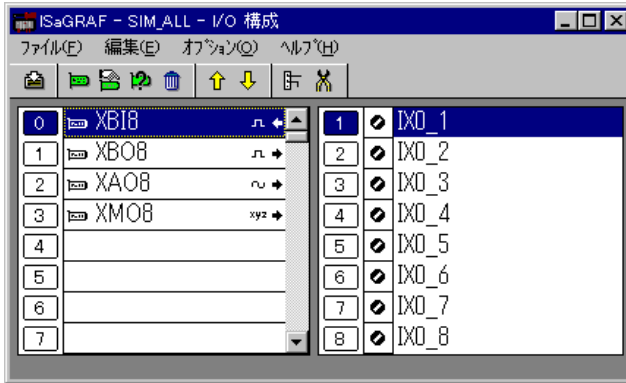 ISaGRAF - SIM_ALL - I/O 構成
ファイル(F) 編集(E) オプション(O) ヘルプ(H)
0 XBI8
1 XBO8
2 XAO8
3 XMO8 xyz
4
5
6
7
1 IX0_1
2 IX0_2
3 IX0_3
4 IX0_4
5 IX0_5
6 IX0_6
7 IX0_7
8 IX0_8